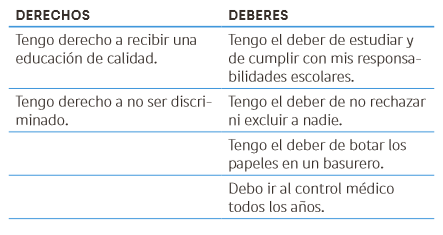 DERECHOS DEBERES
Tengo derecho a recibir una
educación de calidad.
Tengo el deber de estudiar y
de cumplir con mis responsa-
bilidades escolares.
Tengo derecho a no ser discri-
minado.
Tengo el deber de no rechazar
ni excluir a nadie.
Tengo el deber de botar los
papeles en un basurero.
Debo ir al control médico
todos los años.